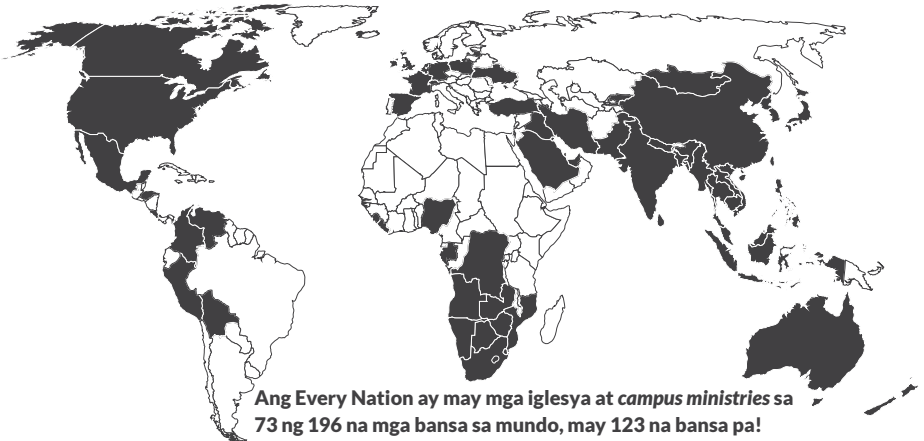 Ang Every Nation ay may mga iglesya at campus ministries sa
73 ng 196 na mga bansa sa mundo, may 123 na bansa pa!